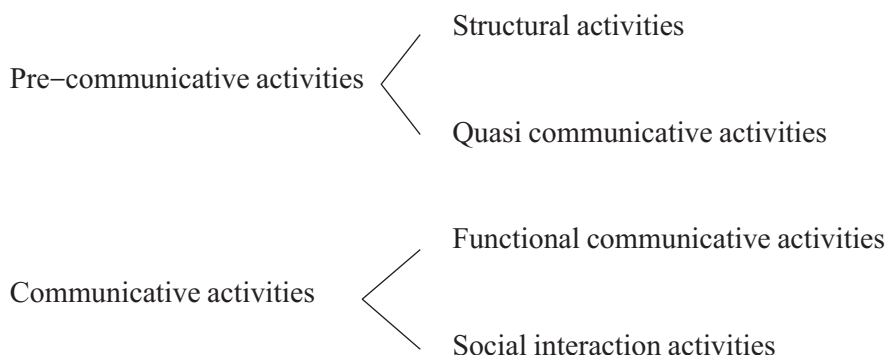 Structural activities
Pre−communicative activities
Quasi communicative activities
Functional communicative activities
Communicative activities
Social interaction activities